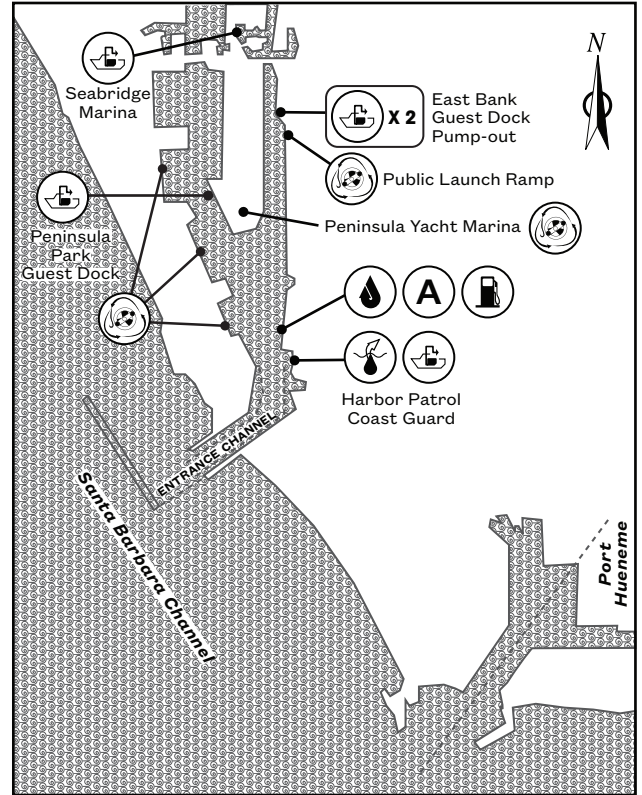 N
Seabridge
Marina
X 2
East Bank
Guest Dock
Pump-out
Public Launch Ramp
Peninsula
Park
Guest Dock
Peninsula Yacht Marina
A
Harbor Patrol
Coast Guard
ENTRANCE CHANNEL
Santa Barbara Channel
Port
Hueneme